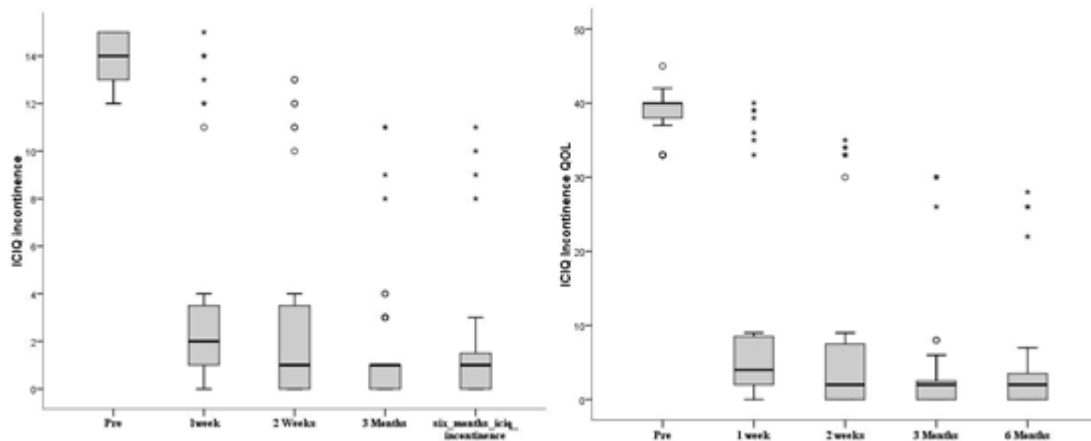 ICIQ incontinence
14
12
10
8
6
4
2
0
Pre
1week
2 Weeks
3 Months
six_months_iciq_
incontinence
ICIQ Incontinence QOL
50
40
30
20
10
0
Pre
1 week
2 weeks
3 Months
6 Months